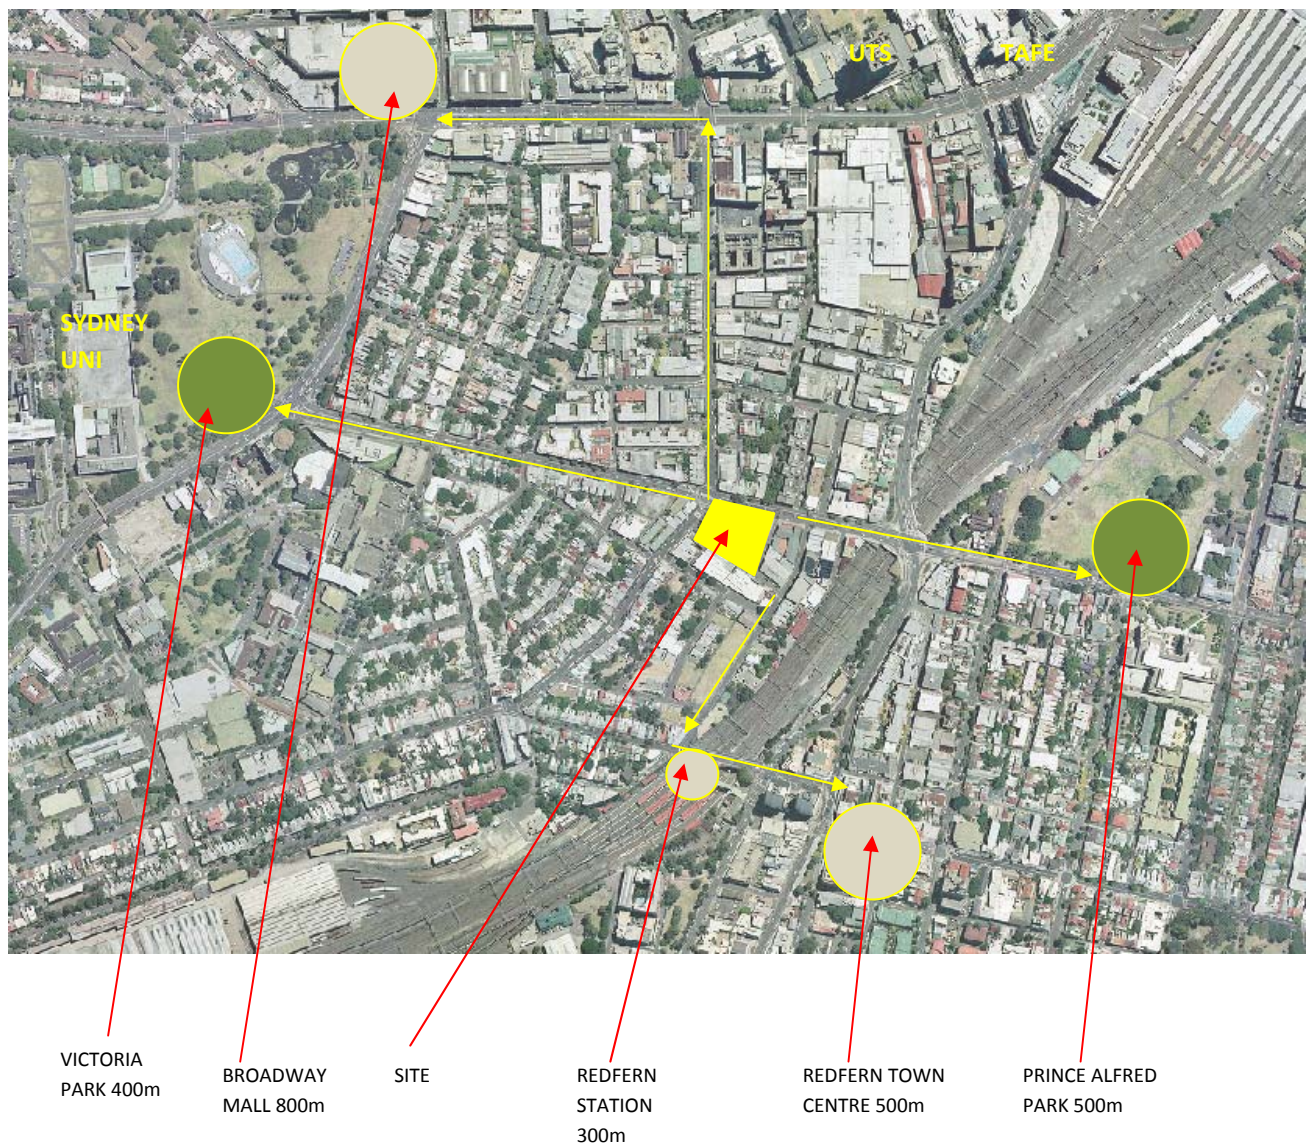 UTS
TAFE
SYDNEY
UNI
VICTORIA
PARK 400m
BROADWAY
MALL 800m
SITE
REDFERN
STATION
300m
REDFERN TOWN
CENTRE 500m
PRINCE ALFRED
PARK 500m